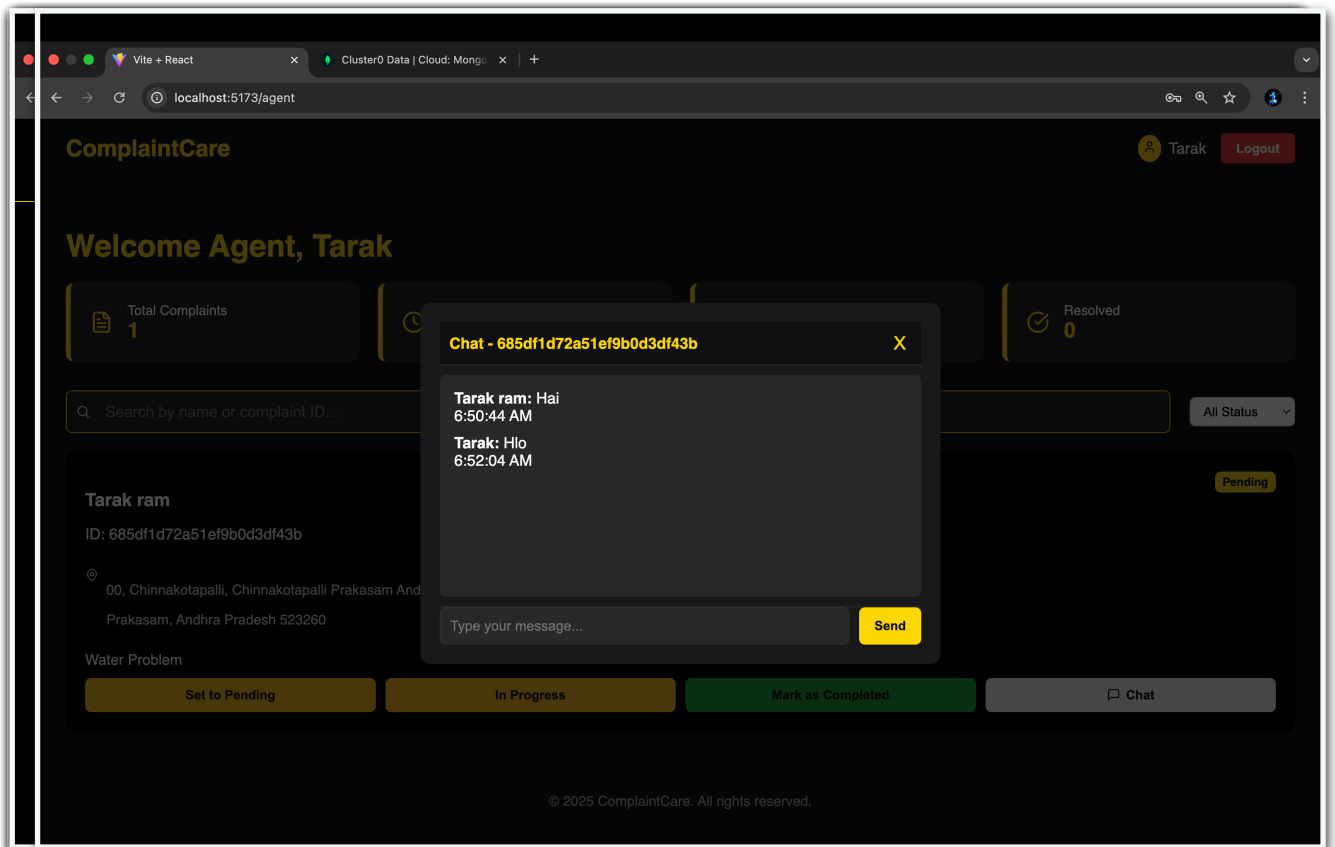 Vite + React
Cluster0 Data | Cloud: Mongo
localhost:5173/agent
ComplaintCare
Tarak
Logout
Welcome Agent, Tarak
Total Complaints
1
Resolved
0
Chat - 685df1d72a51ef9b0d3df43b
X
Tarak ram: Hai
6:50:44 AM
Tarak: Hlo
6:52:04 AM
Type your message...
Send
Search by name or complaint ID...
All Status
Tarak ram
Pending
ID: 685df1d72a51ef9b0d3df43b
00, Chinnakotapalli, Chinnakotapalli Prakasam And
Prakasam, Andhra Pradesh 523260
Water Problem
Set to Pending
In Progress
Mark as Completed
Chat
© 2025 ComplaintCare. All rights reserved.